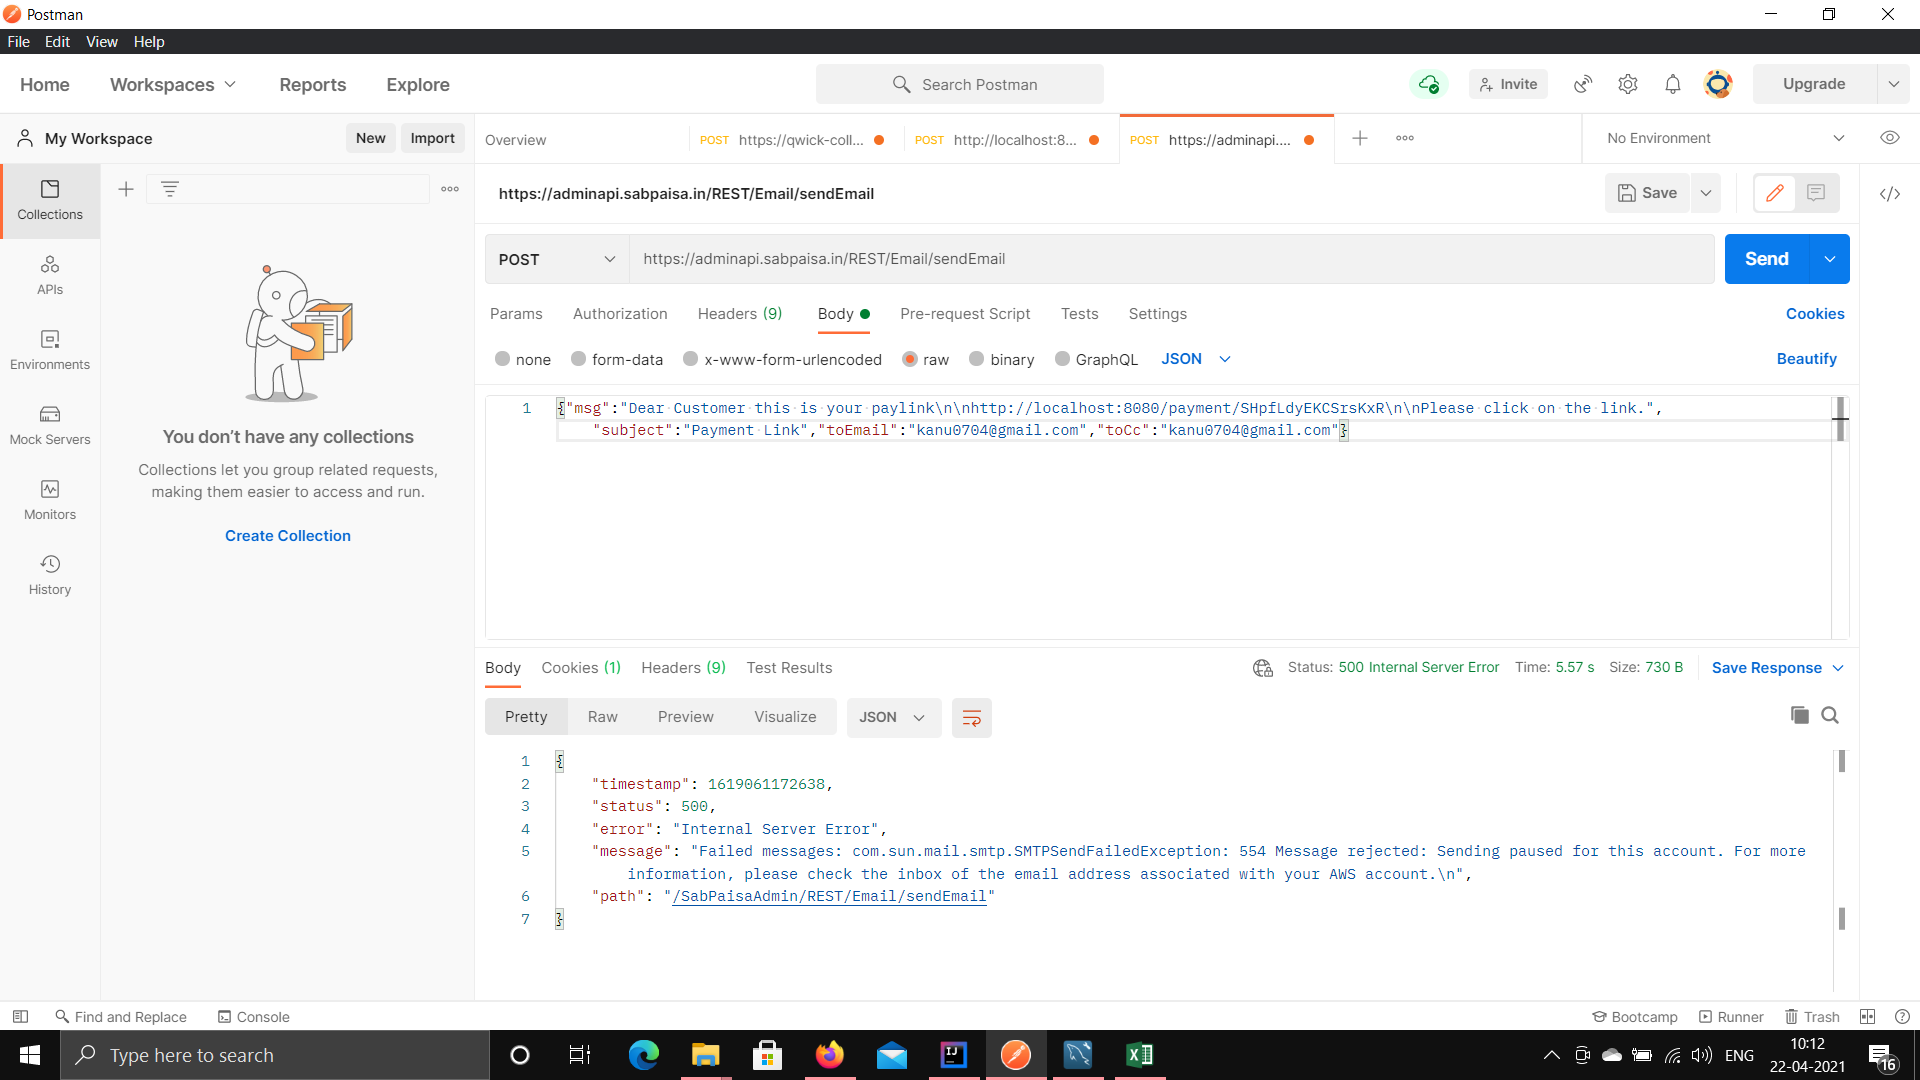 Postman
File Edit View Help
Home Workspaces Reports Explore Search Postman Invite Upgrade
My Workspace New Import Overview POST https://qwick-coll... POST http://localhost:8... POST https://adminapi.... No Environment
https://adminapi.sabpaisa.in/REST/Email/sendEmail Save
POST https://adminapi.sabpaisa.in/REST/Email/sendEmail Send
Params Authorization Headers (9) Body Pre-request Script Tests Settings Cookies
none form-data x-www-form-urlencoded raw binary GraphQL JSON Beautify
1 {"msg":"Dear Customer this is your paylink\n\nhttp://localhost:8080/payment/SHpfLdyEKCSrsKxR\n\nPlease click on the link.",
"subject":"Payment Link","toEmail":"kanu0704@gmail.com","toCc":"kanu0704@gmail.com"}
Collections
APIs
Environments
Mock Servers
Monitors
History
You don't have any collections
Collections let you group related requests,
making them easier to access and run.
Create Collection
Body Cookies (1) Headers (9) Test Results Status: 500 Internal Server Error Time: 5.57 s Size: 730 B Save Response
Pretty Raw Preview Visualize JSON
1 {
2 "timestamp": 1619061172638,
3 "status": 500,
4 "error": "Internal Server Error",
5 "message": "Failed messages: com.sun.mail.smtp.SMTPSendFailedException: 554 Message rejected: Sending paused for this account. For more
information, please check the inbox of the email address associated with your AWS account.\n",
6 "path": "/SabPaisaAdmin/REST/Email/sendEmail"
7 }
Find and Replace Console Bootcamp Runner Trash
Type here to search ENG 10:12
22-04-2021 16